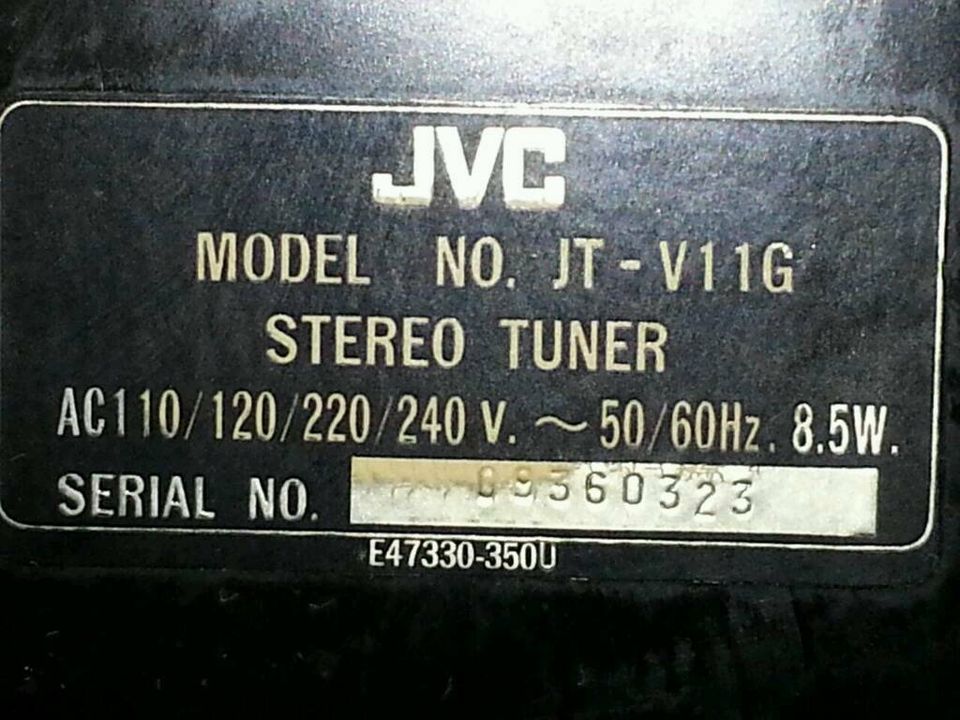 JVC
MODEL NO. JT - V11G
STEREO TUNER
AC110/120/220/240 V. ~ 50/60Hz. 8.5W.
SERIAL NO. 09360323
E47330-350U